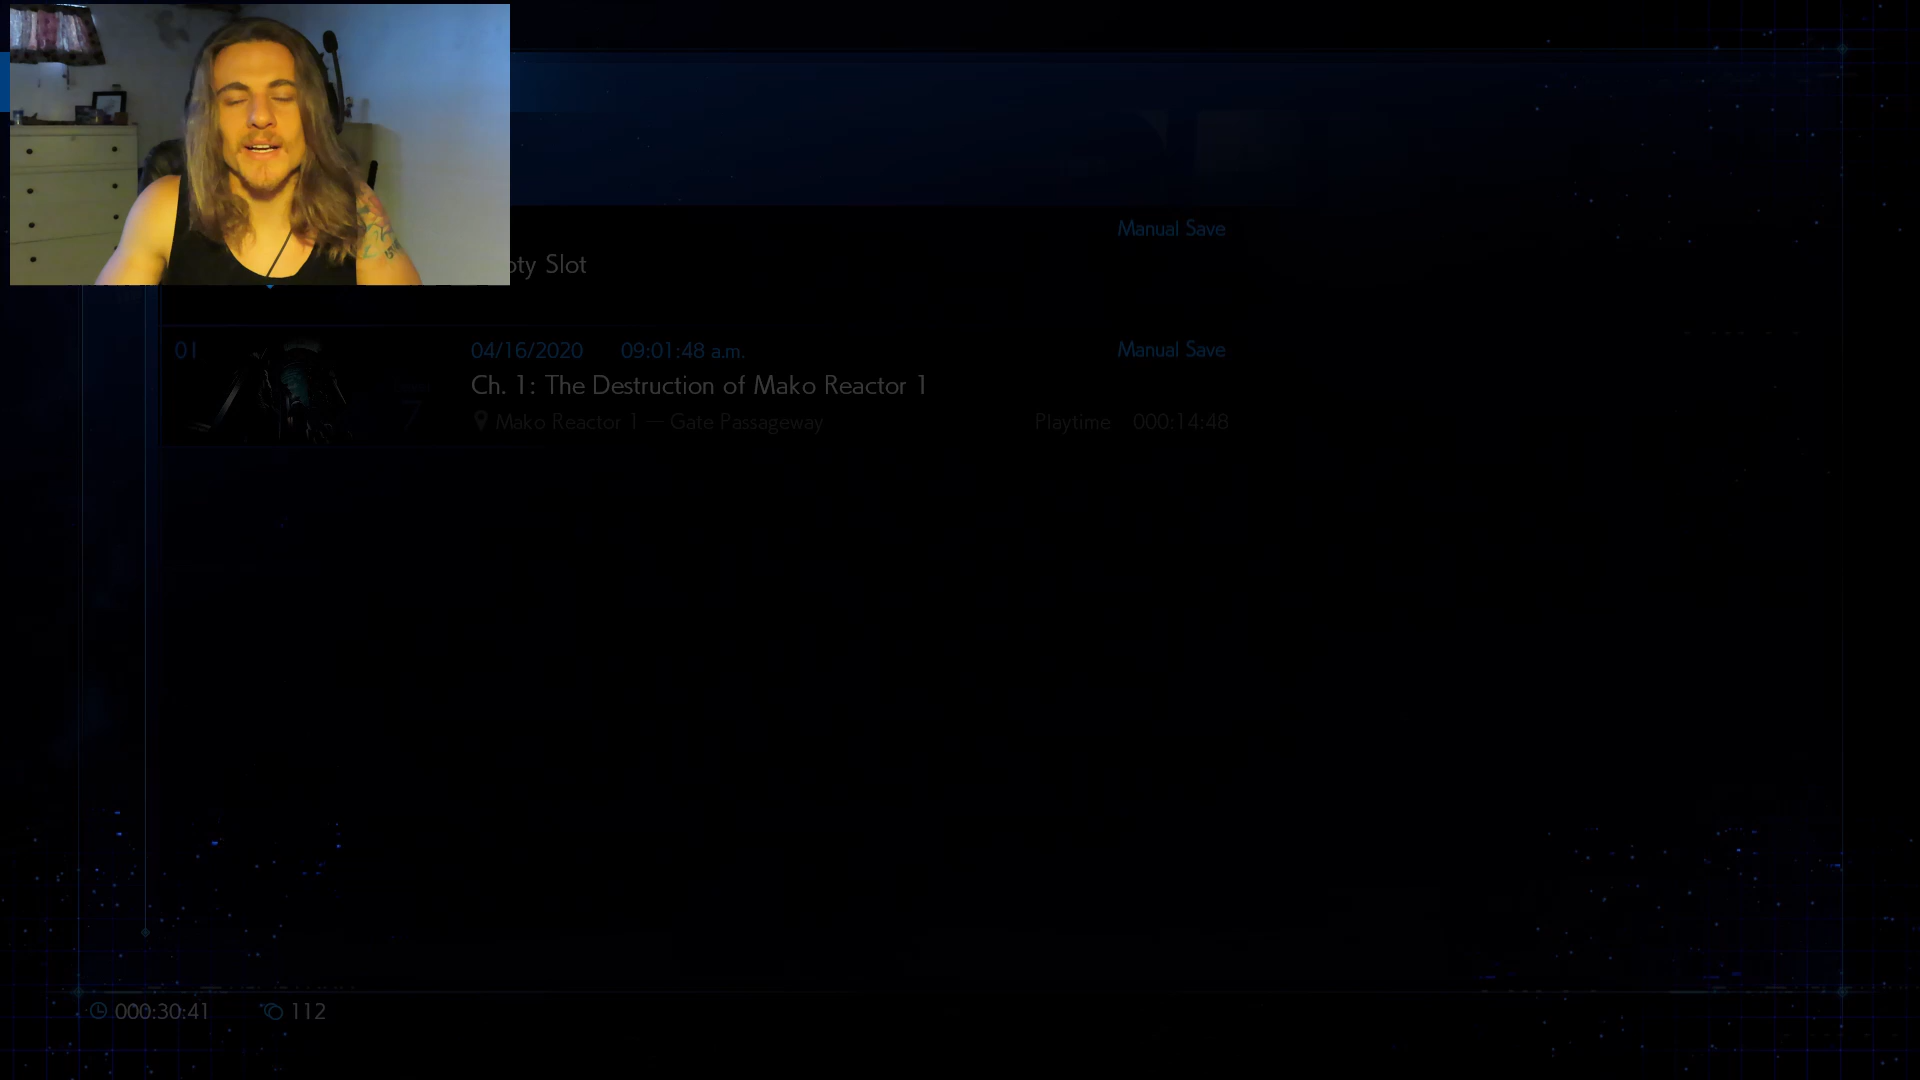 Manual Save
Slot
01 04/16/2020 09:01:48 a.m. Manual Save
Ch. 1: The Destruction of Mako Reactor 1
Mako Reactor 1 — Gate Passageway Playtime 000:14:48
000:30:41 112